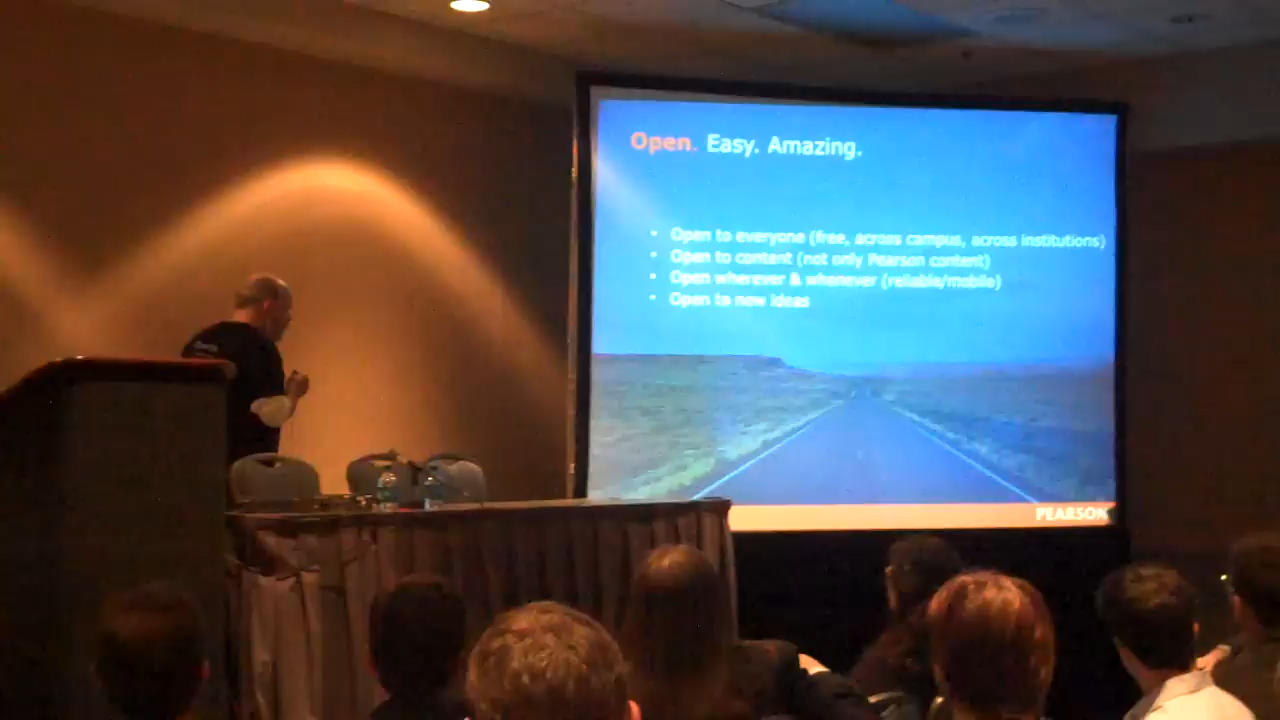 Open. Easy. Amazing.
• Open to everyone (free, across campus, across institutions)
• Open to content (not only Pearson content)
• Open wherever & whenever (reliable/mobile)
• Open to new ideas
PEARSON